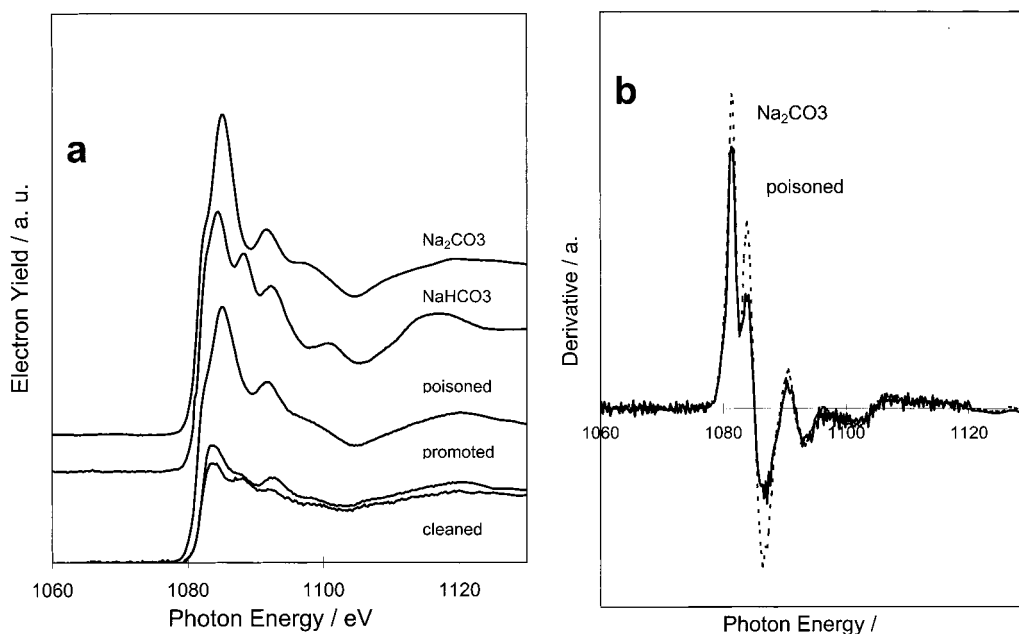 a
Electron Yield / a. u.
Na₂CO3
NaHCO3
poisoned
promoted
cleaned
1060 1080 1100 1120
Photon Energy / eV
b
Derivative / a.
Na₂CO3
poisoned
1060 1080 1100 1120
Photon Energy /